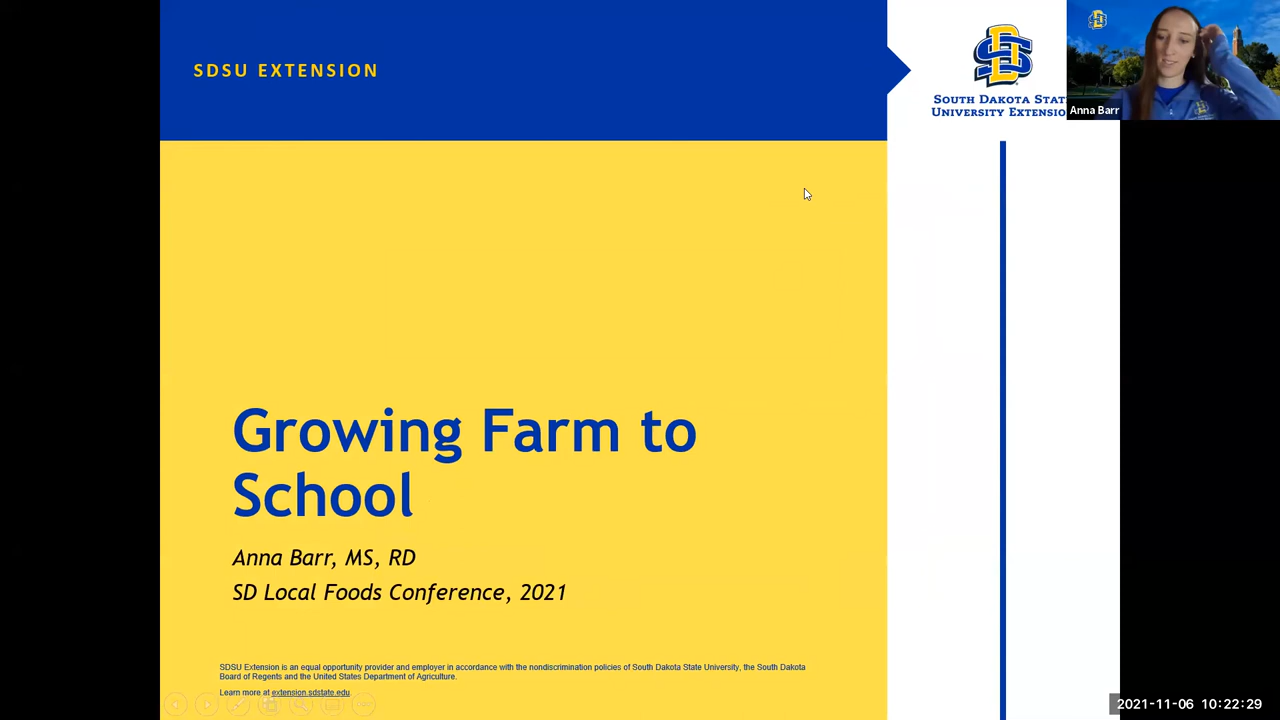 SDSU EXTENSION
SOUTH DAKOTA STAT
UNIVERSITY EXTENSIO
Anna Barr
Growing Farm to
School
Anna Barr, MS, RD
SD Local Foods Conference, 2021
SDSU Extension is an equal opportunity provider and employer in accordance with the nondiscrimination policies of South Dakota State University, the South Dakota
Board of Regents and the United States Department of Agriculture.
Learn more at extension.sdstate.edu.
2021-11-06 10:22:29